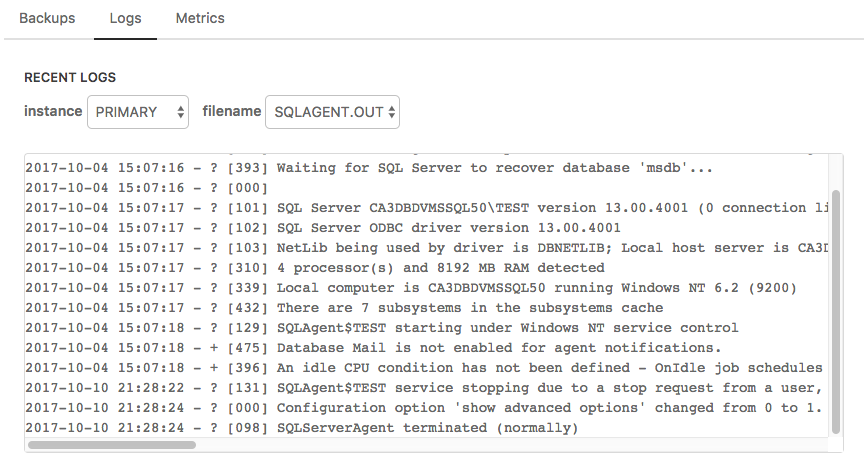 Backups Logs Metrics
RECENT LOGS
instance PRIMARY filename SQLAGENT.OUT
2017-10-04 15:07:16 - ? [393] Waiting for SQL Server to recover database 'msdb'...
2017-10-04 15:07:16 - ? [000]
2017-10-04 15:07:17 - ? [101] SQL Server CA3DBDVMSSQL50\TEST version 13.00.4001 (0 connection li
2017-10-04 15:07:17 - ? [102] SQL Server ODBC driver version 13.00.4001
2017-10-04 15:07:17 - ? [103] NetLib being used by driver is DBNETLIB; Local host server is CA3D
2017-10-04 15:07:17 - ? [310] 4 processor(s) and 8192 MB RAM detected
2017-10-04 15:07:17 - ? [339] Local computer is CA3DBDVMSSQL50 running Windows NT 6.2 (9200)
2017-10-04 15:07:17 - ? [432] There are 7 subsystems in the subsystems cache
2017-10-04 15:07:18 - ? [129] SQLAgent$TEST starting under Windows NT service control
2017-10-04 15:07:18 - + [475] Database Mail is not enabled for agent notifications.
2017-10-04 15:07:18 - + [396] An idle CPU condition has not been defined - OnIdle job schedules
2017-10-10 21:28:22 - ? [131] SQLAgent$TEST service stopping due to a stop request from a user,
2017-10-10 21:28:24 - ? [000] Configuration option 'show advanced options' changed from 0 to 1.
2017-10-10 21:28:24 - ? [098] SQLServerAgent terminated (normally)